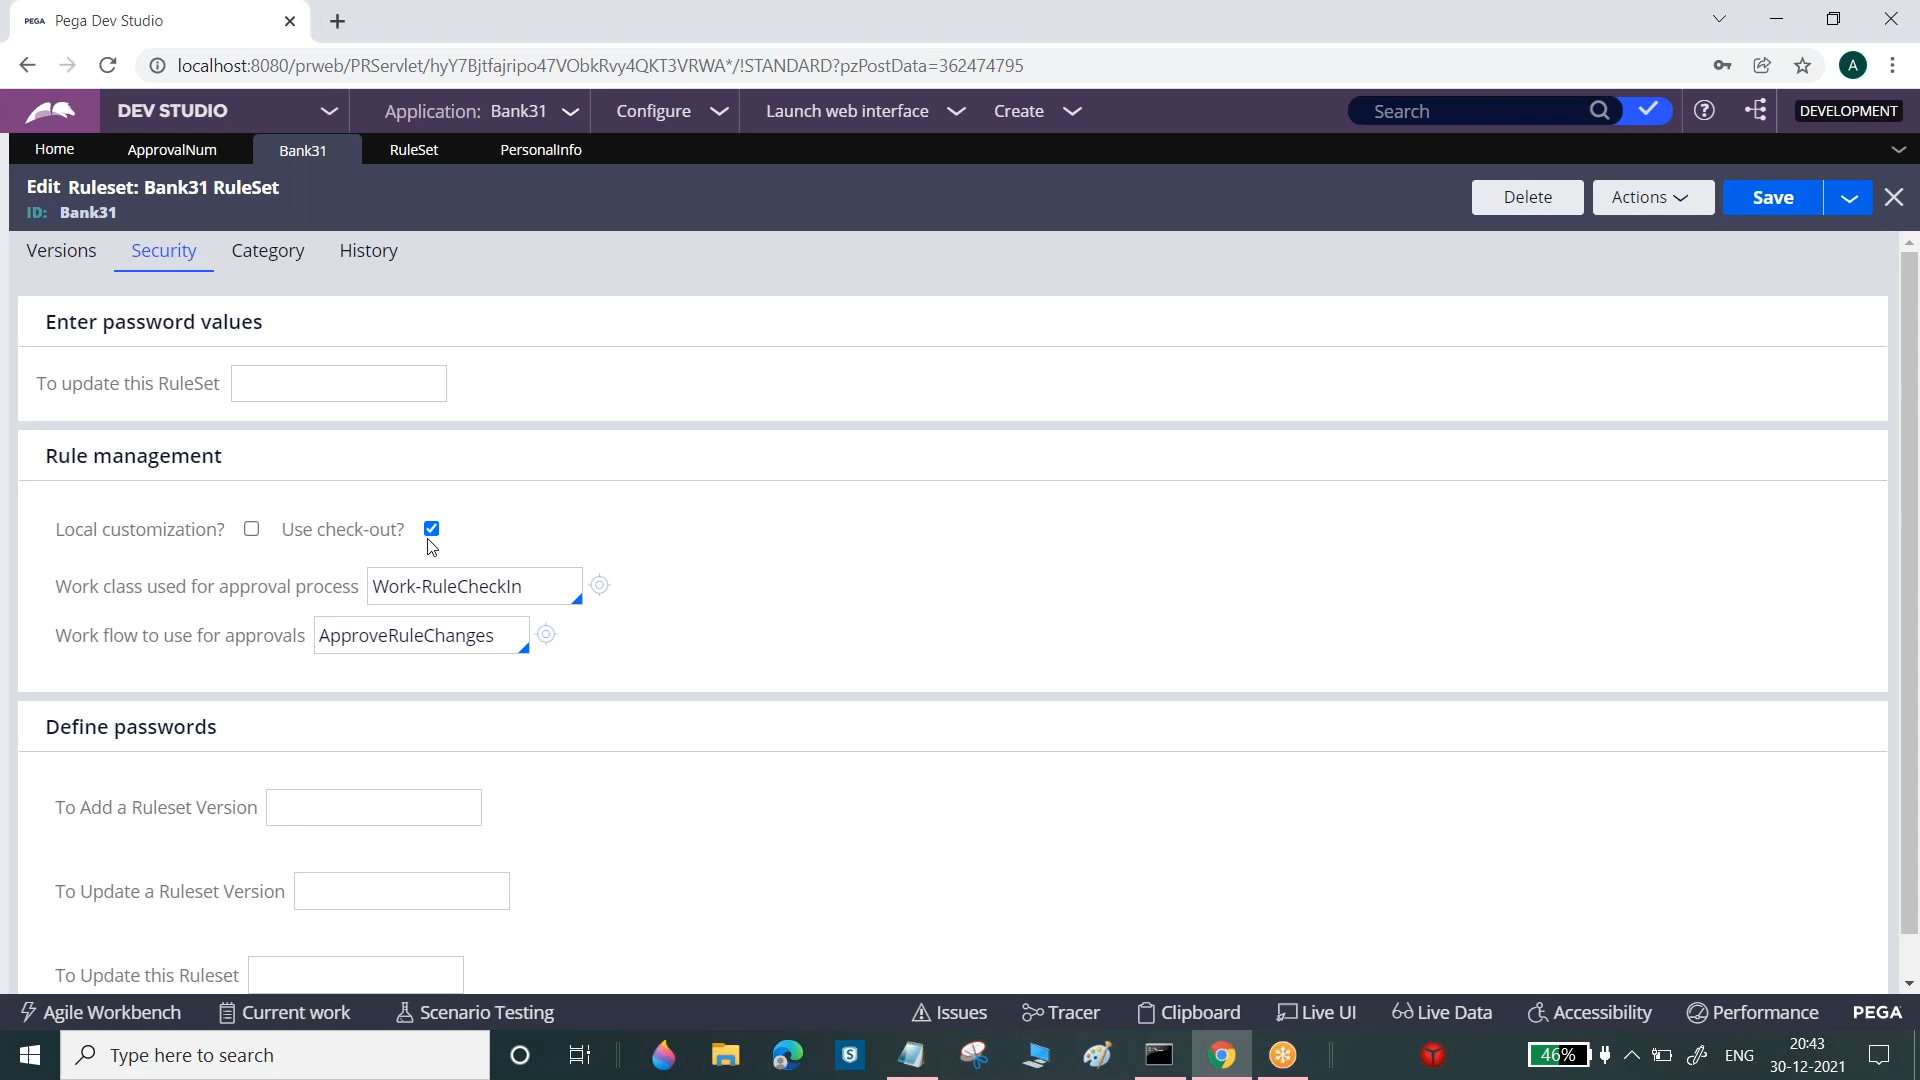 PEGA Pega Dev Studio
localhost:8080/prweb/PRServlet/hyY7Bjtfajripo47VObkRvy4QKT3VRWA*/!STANDARD?pzPostData=362474795
A
DEV STUDIO Application: Bank31 Configure Launch web interface Create Search DEVELOPMENT
Home ApprovalNum Bank31 RuleSet PersonalInfo
Edit Ruleset: Bank31 RuleSet
ID: Bank31
Delete Actions Save
Versions Security Category History
Enter password values
To update this RuleSet
Rule management
Local customization? Use check-out?
Work class used for approval process Work-RuleCheckIn
Work flow to use for approvals ApproveRuleChanges
Define passwords
To Add a Ruleset Version
To Update a Ruleset Version
To Update this Ruleset
Agile Workbench Current work Scenario Testing Issues Tracer Clipboard Live UI Live Data Accessibility Performance PEGA
Type here to search
46% ENG
20:43
30-12-2021